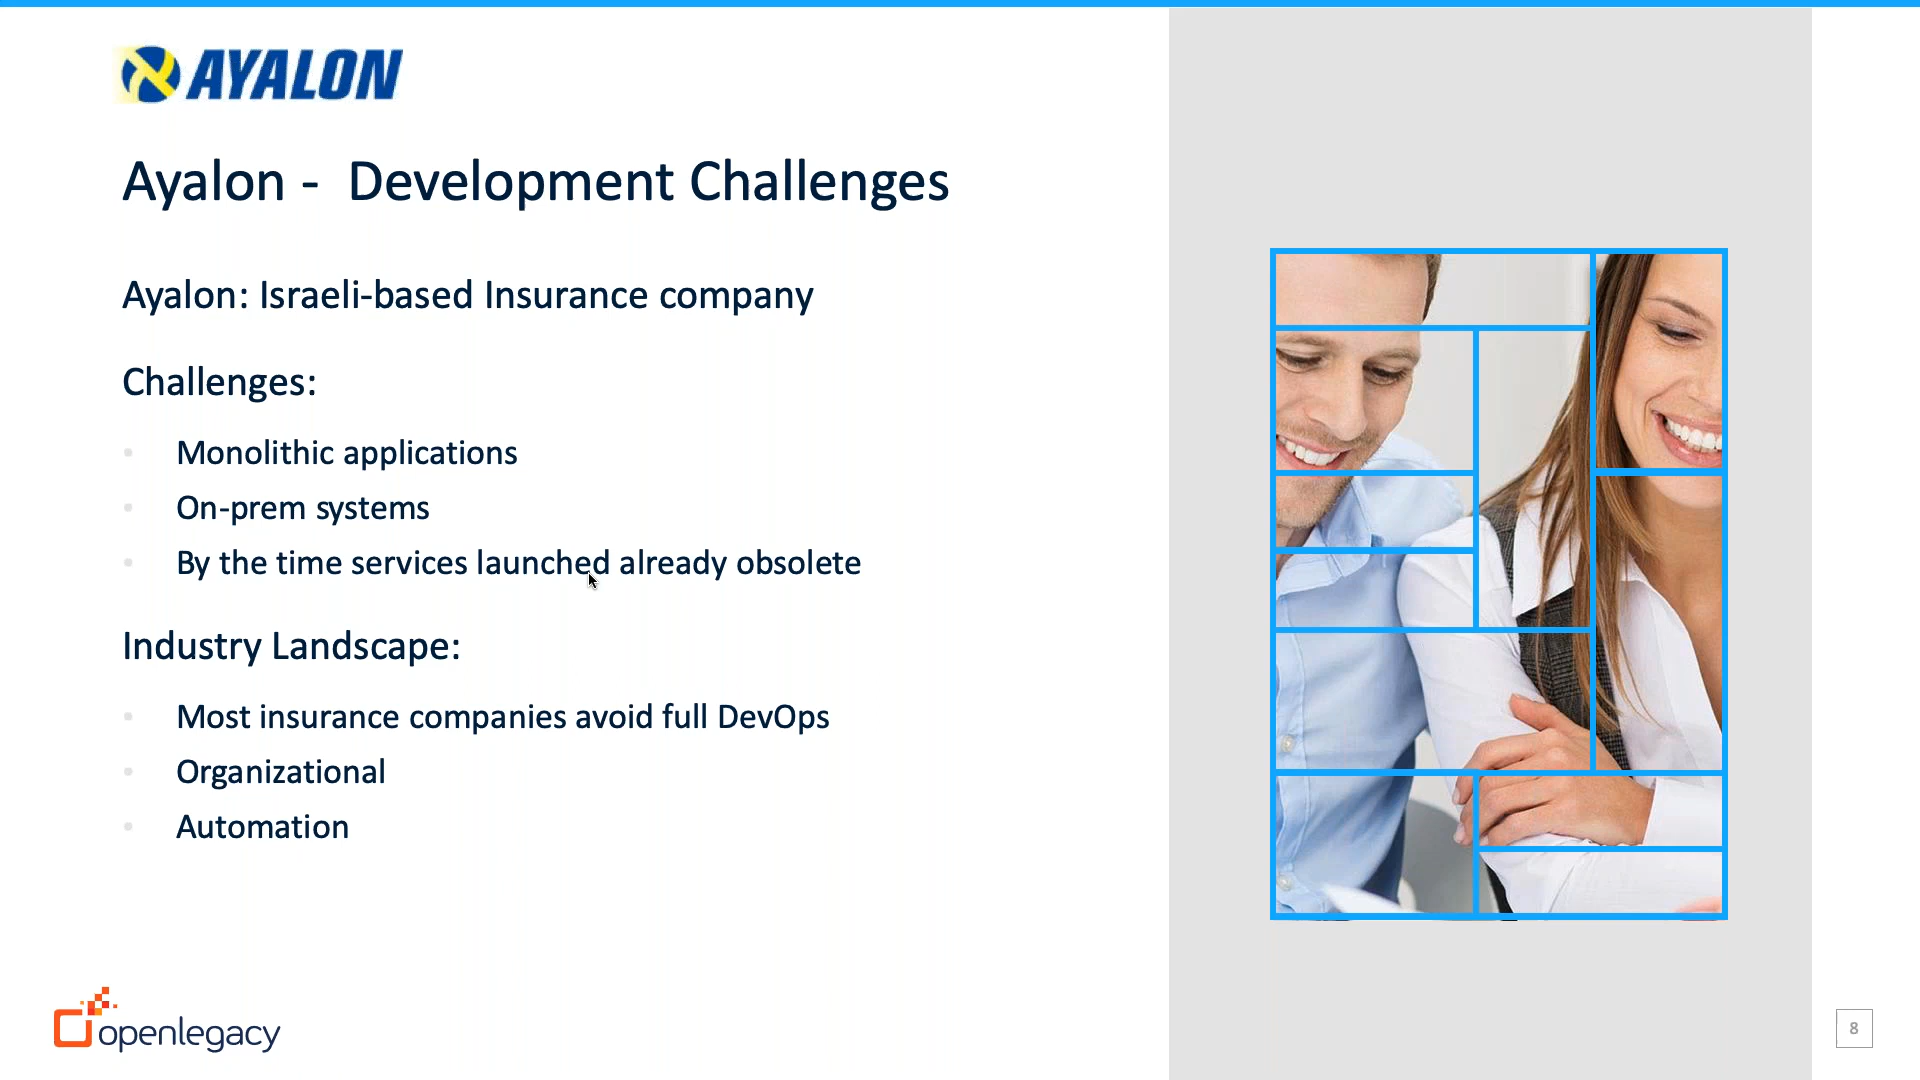 AYALON
Ayalon - Development Challenges
Ayalon: Israeli-based Insurance company
Challenges:
Monolithic applications
On-prem systems
By the time services launched already obsolete
Industry Landscape:
Most insurance companies avoid full DevOps
Organizational
Automation
openlegacy
8